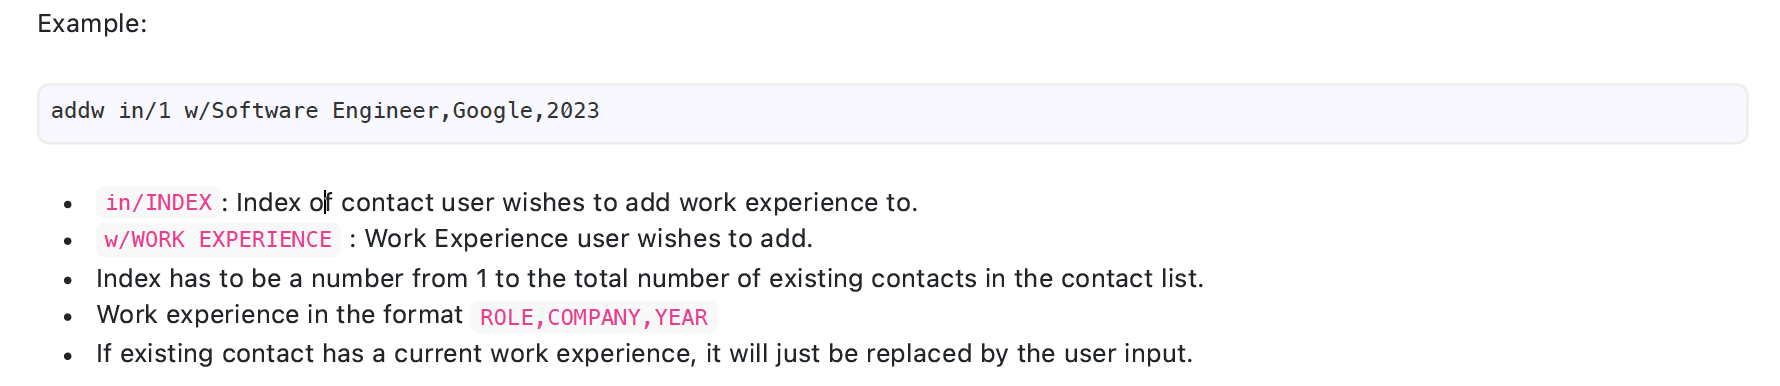 Example:
addw in/1 w/Software Engineer,Google,2023
• in/INDEX : Index of contact user wishes to add work experience to.
• w/WORK EXPERIENCE : Work Experience user wishes to add.
• Index has to be a number from 1 to the total number of existing contacts in the contact list.
• Work experience in the format ROLE,COMPANY,YEAR
• If existing contact has a current work experience, it will just be replaced by the user input.